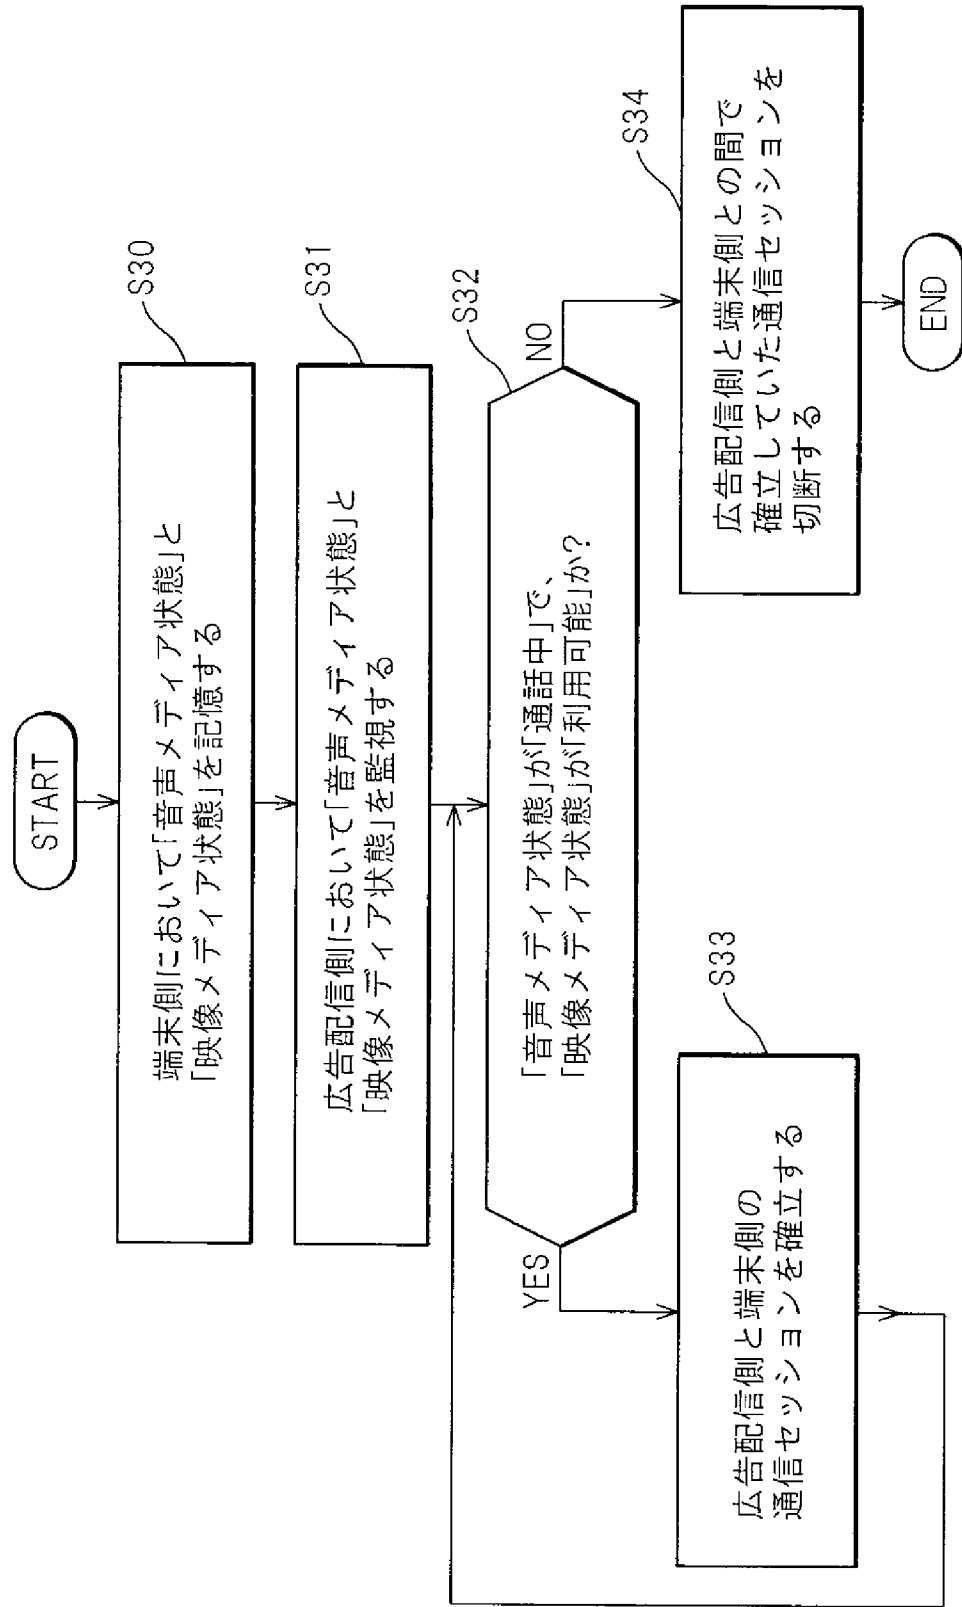 START
S30
端末側において「音声メディア状態」と
「映像メディア状態」を記憶する
S31
広告配信側において「音声メディア状態」と
「映像メディア状態」を監視する
S32
「音声メディア状態」が「通話中」で、
「映像メディア状態」が「利用可能」か?
YES
NO
S33
広告配信側と端末側の
通信セッションを確立する
S34
広告配信側と端末側との間で
確立していた通信セッションを
切断する
END